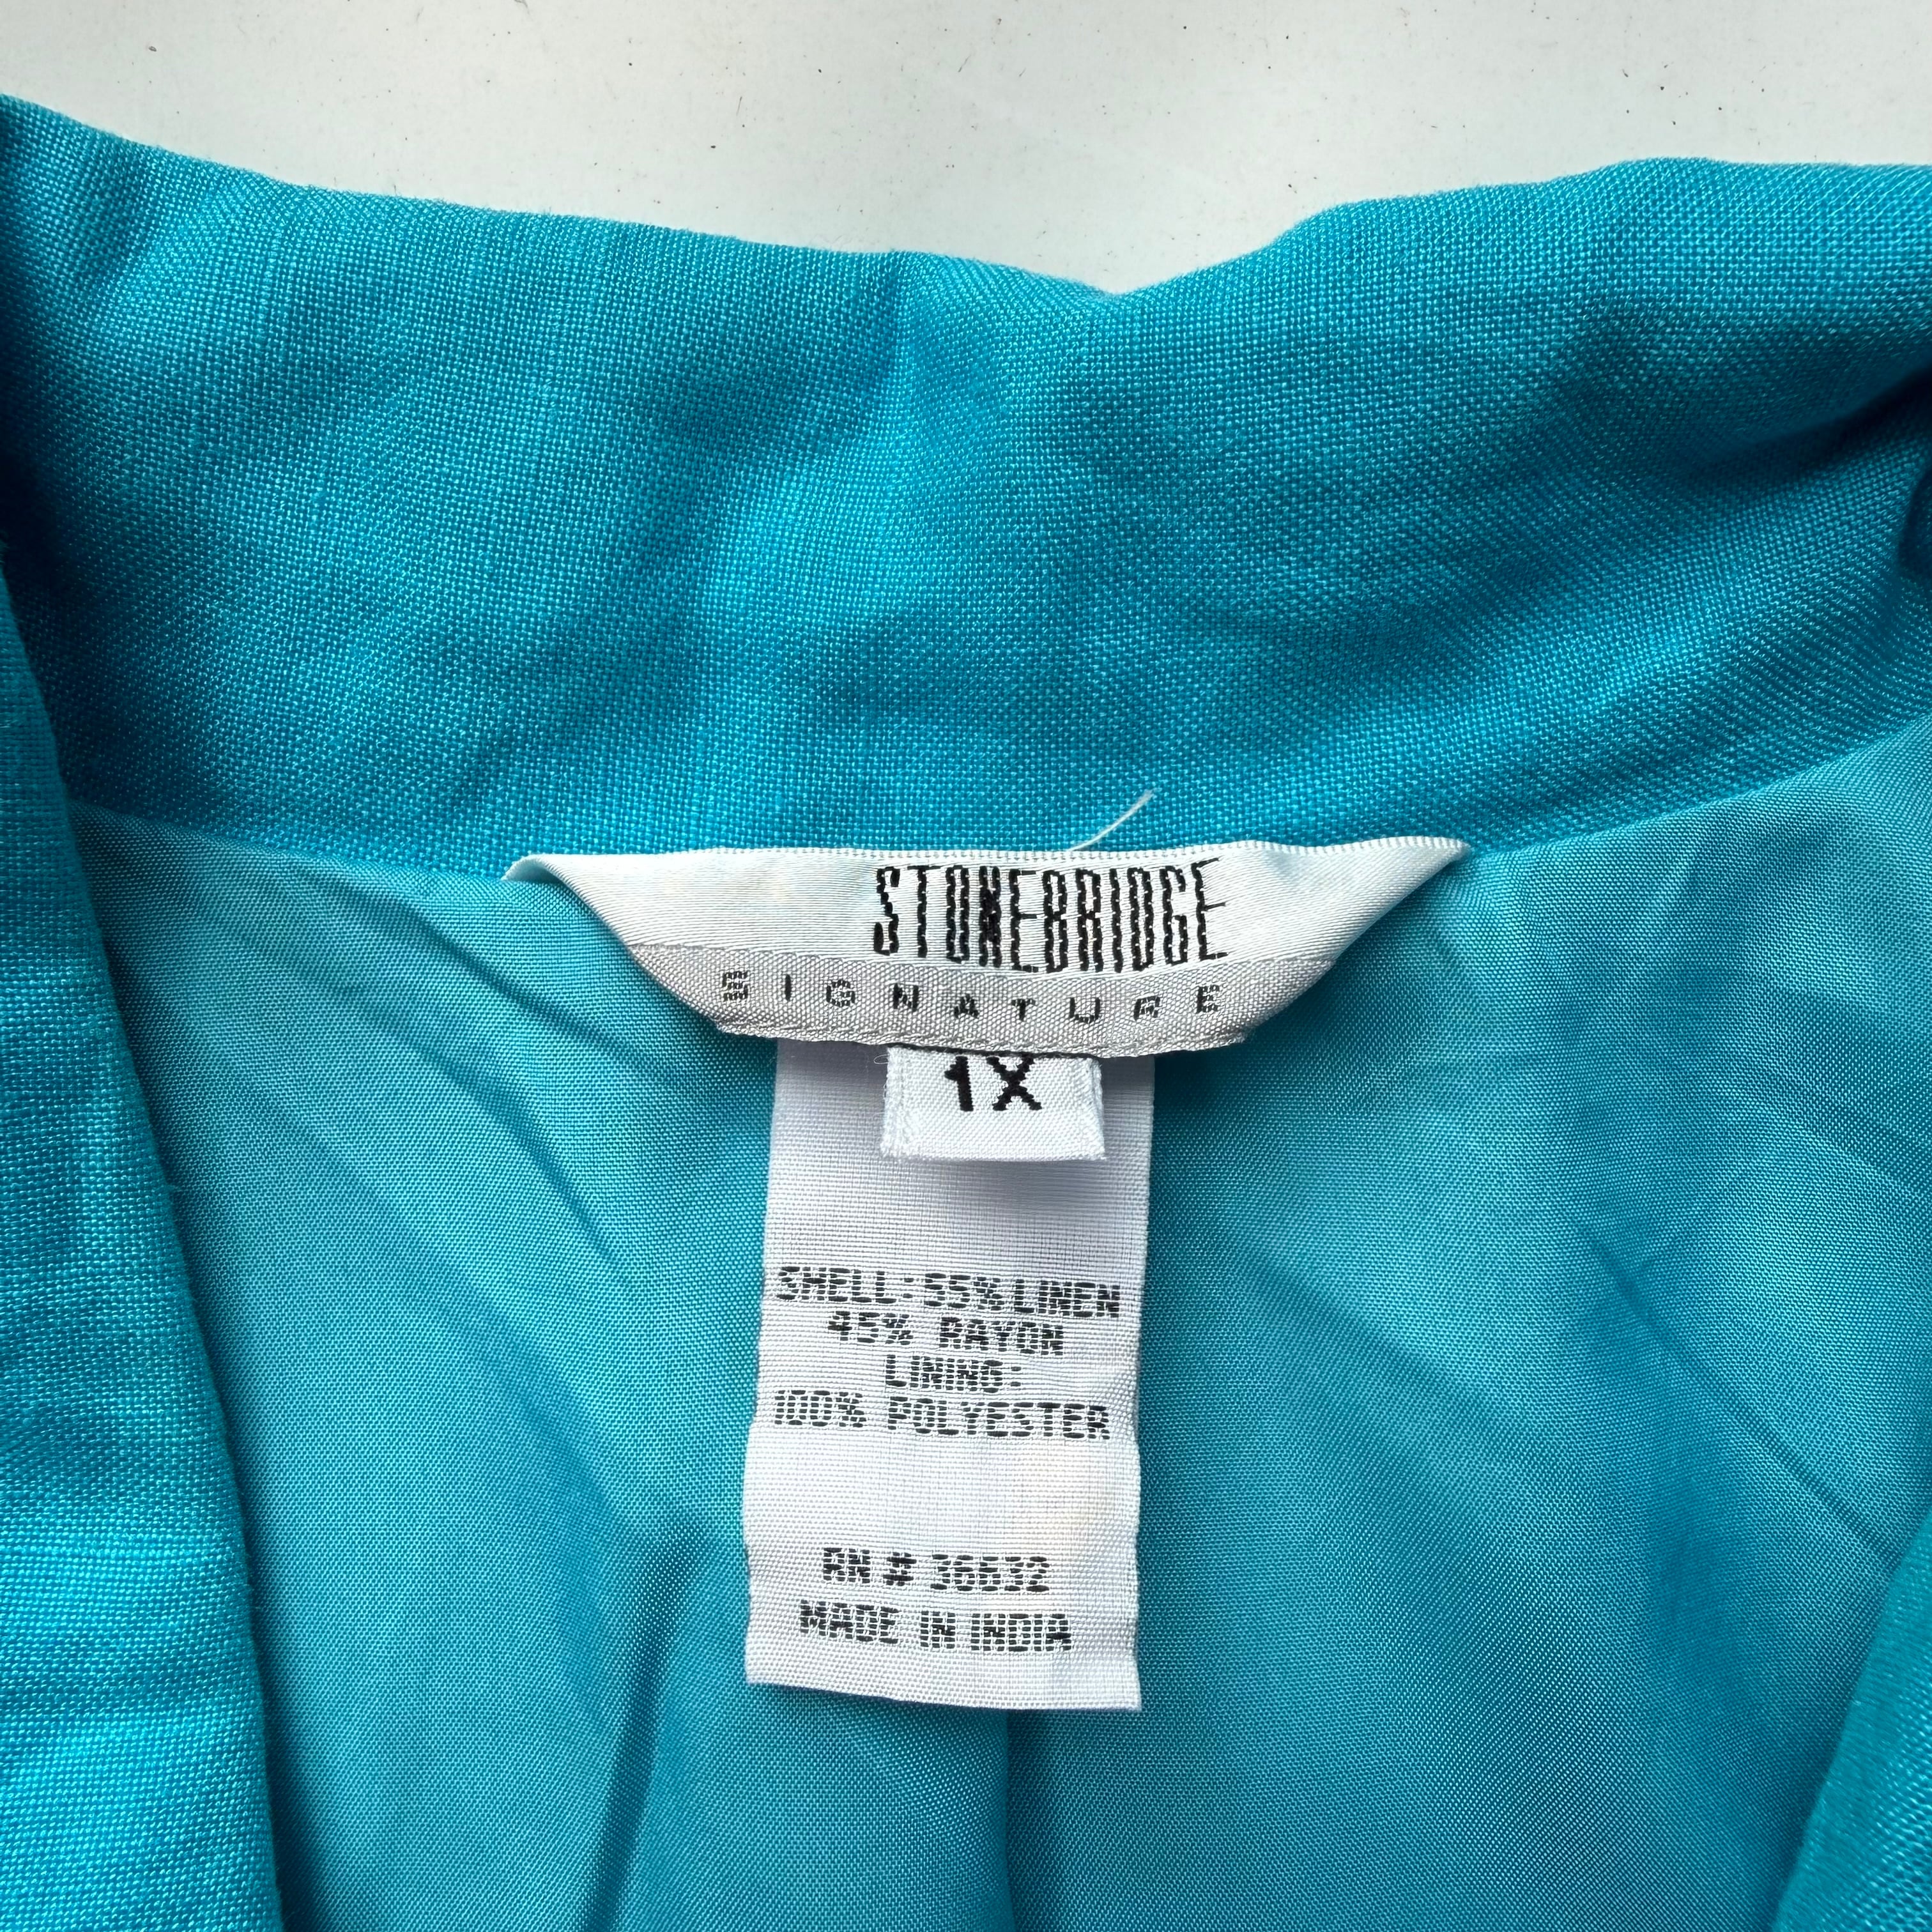 STONEBRIDGE
SIGNATURE
1X
SHELL:-55% LINEN
45% RAYON
LINING:
100% POLYESTER
RN # 36632
MADE IN INDIA